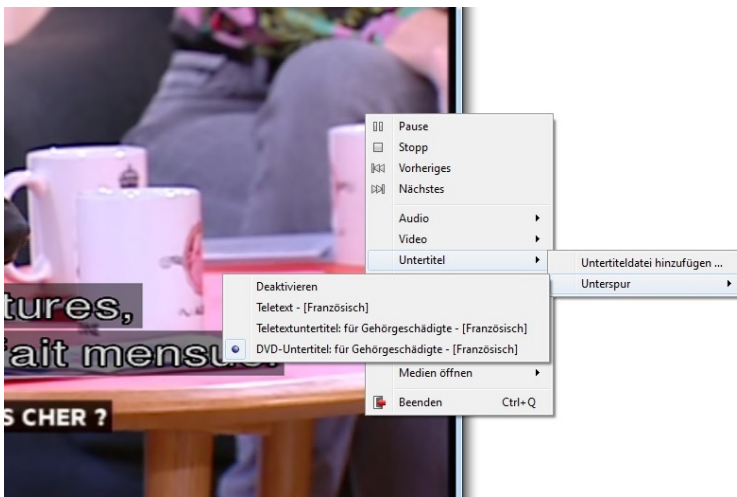 Pause
Stopp
Vorheriges
Nächstes
Audio
Video
Untertitel
Untertiteldatei hinzufügen ...
Unterspur
Deaktivieren
Teletext - [Französisch]
Teletextuntertitel: für Gehörgeschädigte - [Französisch]
DVD-Untertitel: für Gehörgeschädigte - [Französisch]
Medien öffnen
Beenden Ctrl+Q
tures,
ait mensu
S CHER ?